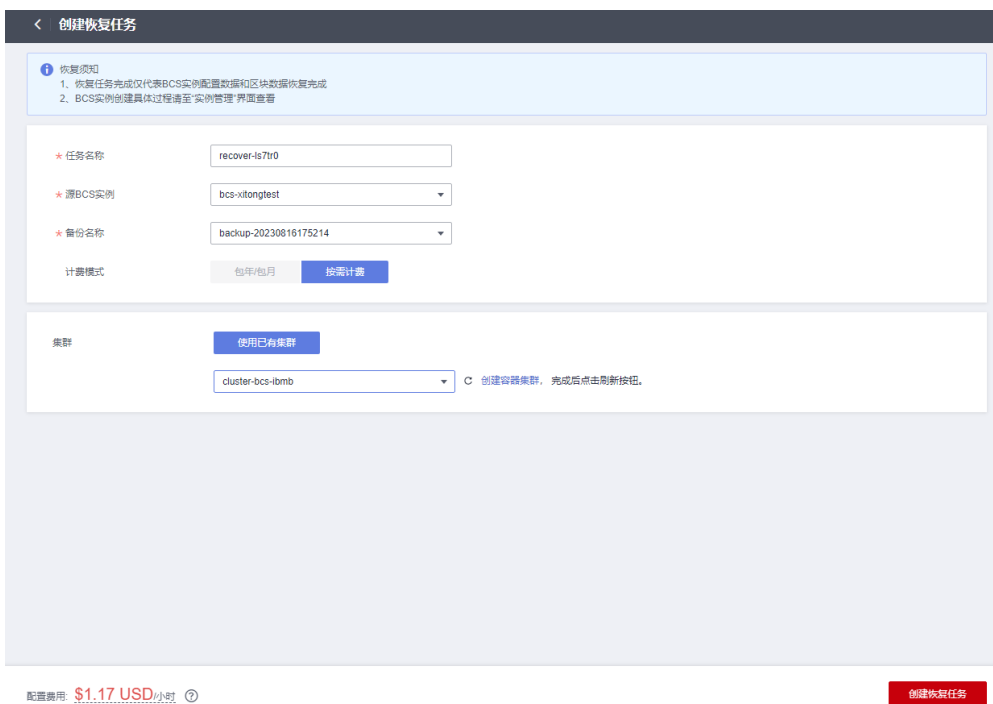 创建恢复任务
恢复须知
1、恢复任务完成仅代表BCS实例配置数据和区块数据恢复完成
2、BCS实例创建具体过程请至“实例管理”界面查看
* 任务名称 recover-ls7tr0
* 源BCS实例 bcs-xitongtest
* 备份名称 backup-20230816175214
计费模式 包年/包月 按需计费
集群 使用已有集群
cluster-bcs-ibmb 创建容器集群， 完成后点击刷新按钮。
配置费用: $1.17 USD/小时 创建恢复任务